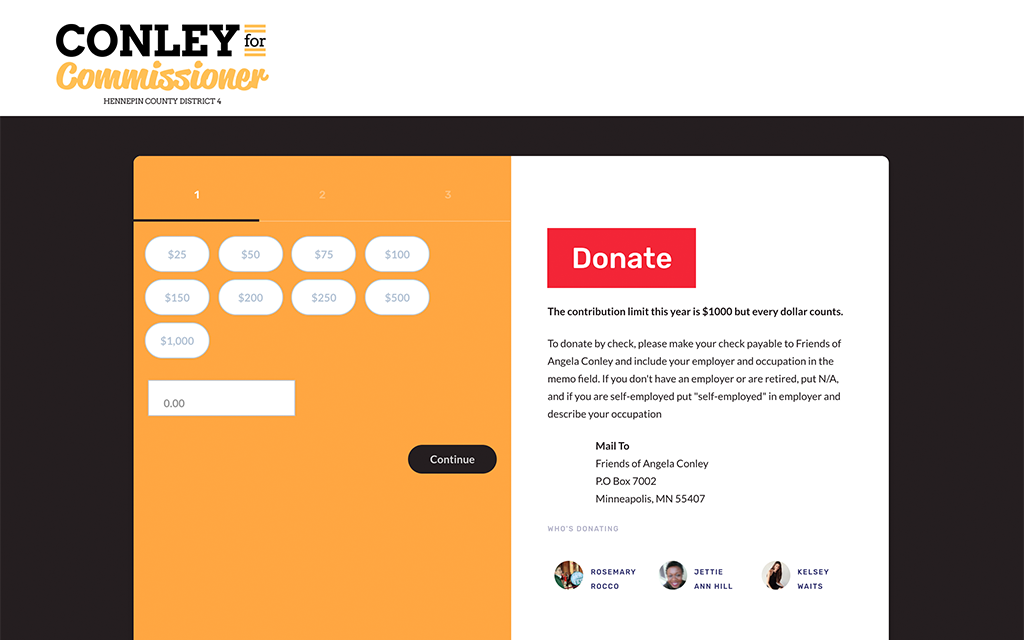 CONLEY for
Commissioner
HENNEPIN COUNTY DISTRICT 4
1 2 3
$25 $50 $75 $100
$150 $200 $250 $500
$1,000
0.00
Continue
Donate
The contribution limit this year is $1000 but every dollar counts.
To donate by check, please make your check payable to Friends of
Angela Conley and include your employer and occupation in the
memo field. If you don't have an employer or are retired, put N/A,
and if you are self-employed put "self-employed" in employer and
describe your occupation
Mail To
Friends of Angela Conley
P.O Box 7002
Minneapolis, MN 55407
WHO'S DONATING
ROSEMARY
ROCCO
JETTIE
ANN HILL
KELSEY
WAITS